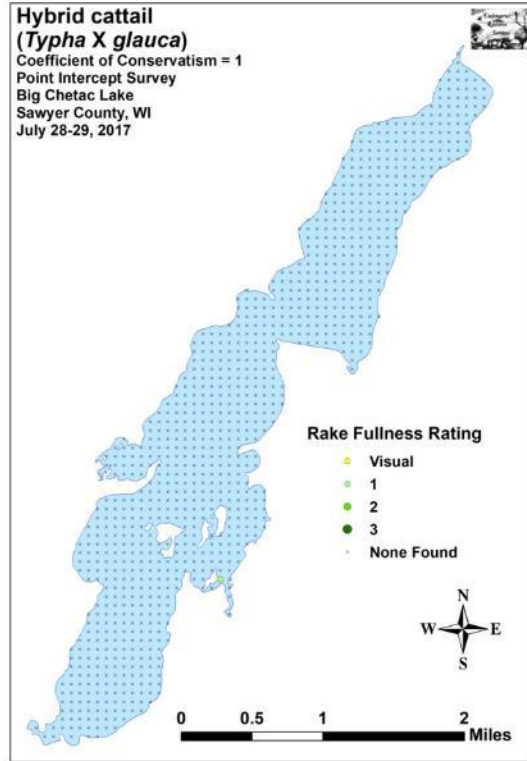 Hybrid cattail
(Typha X glauca)
Coefficient of Conservatism = 1
Point Intercept Survey
Big Chetac Lake
Sawyer County, WI
July 28-29, 2017
Rake Fullness Rating
Visual
1
2
3
None Found
N
W E
S
0 0.5 1 2
Miles